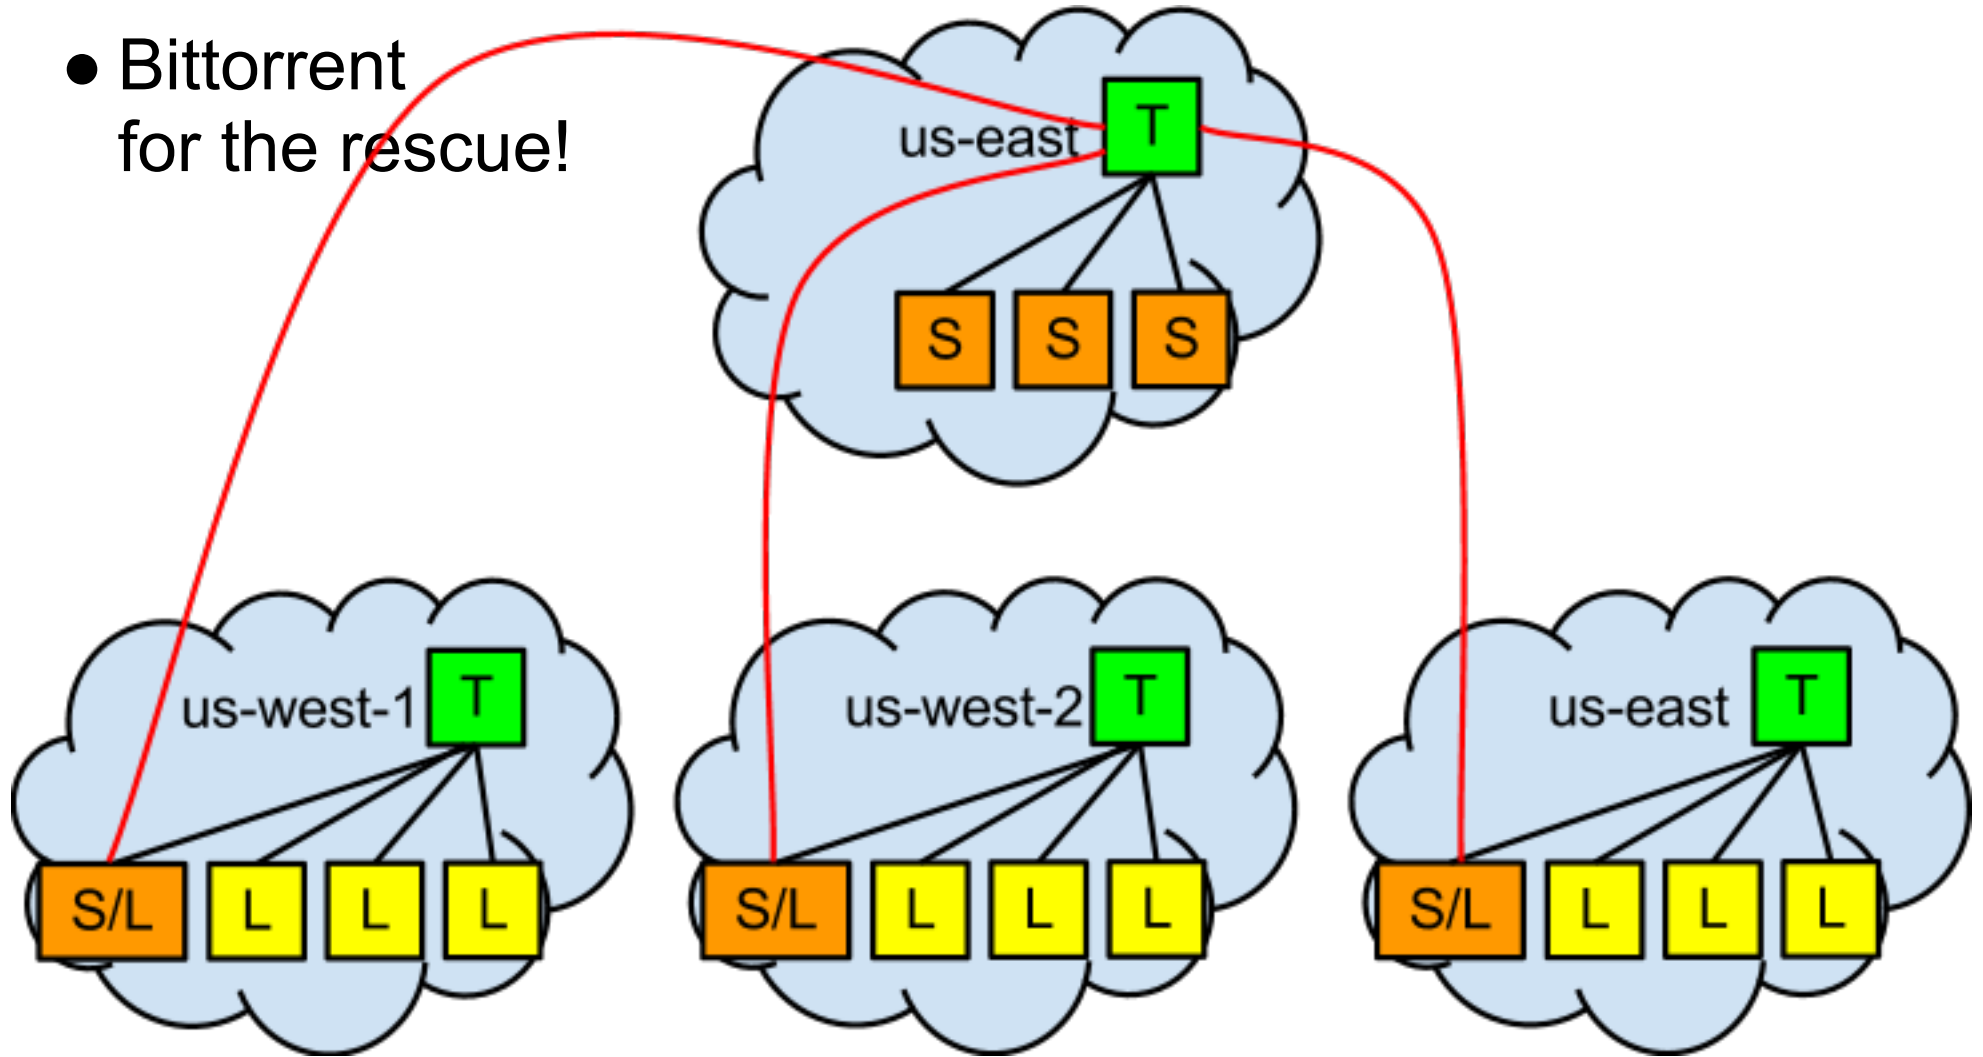 ● Bittorrent
for the rescue!
us-east T
S S S
us-west-1 T
S/L L L L
us-west-2 T
S/L L L L
us-east T
S/L L L L